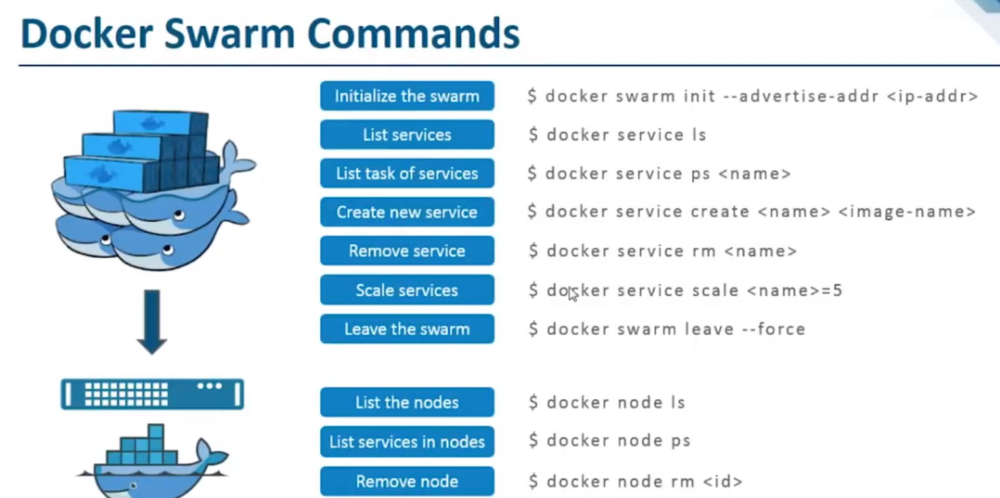 Docker Swarm Commands
Initialize the swarm $ docker swarm init --advertise-addr <ip-addr>
List services $ docker service ls
List task of services $ docker service ps <name>
Create new service $ docker service create <name> <image-name>
Remove service $ docker service rm <name>
Scale services $ docker service scale <name>=5
Leave the swarm $ docker swarm leave --force
List the nodes $ docker node ls
List services in nodes $ docker node ps
Remove node $ docker node rm <id>